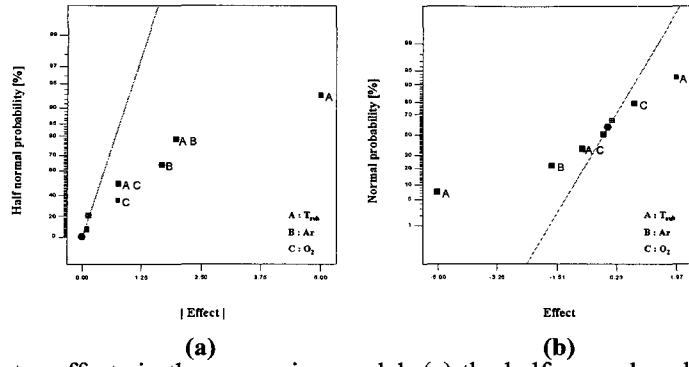 Half normal probability [%]
99
97
95
90
85
80
70
60
40
20
0
A
A B
B
A C
C
A : Tsub
B : Ar
C : O2
0.00 1.25 2.50 3.75 5.00
| Effect |
(a)
Normal probability [%]
99
95
90
80
70
50
30
20
10
5
1
A
C
A C
B
A
A : Tsub
B : Ar
C : O2
-5.00 -3.26 -1.51 0.29 1.97
Effect
(b)